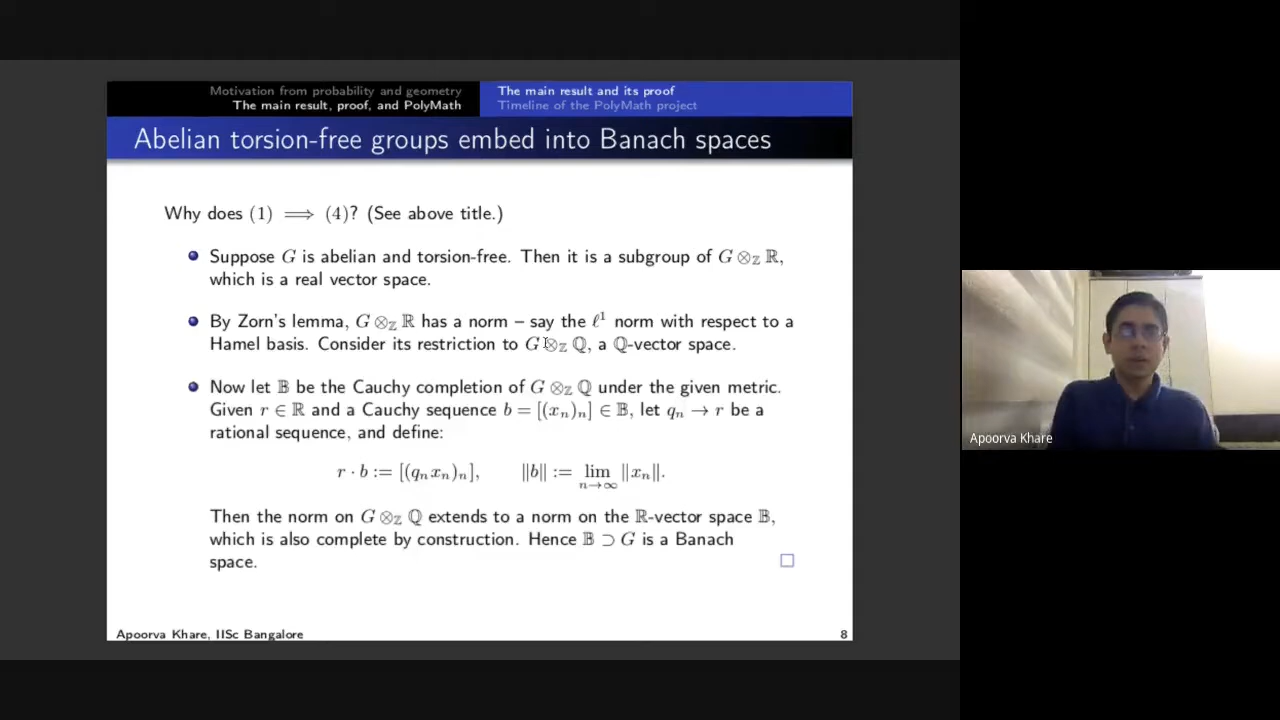 Motivation from probability and geometry
The main result, proof, and PolyMath
The main result and its proof
Timeline of the PolyMath project
Abelian torsion-free groups embed into Banach spaces
Why does (1) ⟹ (4)? (See above title.)
Suppose G is abelian and torsion-free. Then it is a subgroup of G ⊗ℤ ℝ,
which is a real vector space.
By Zorn's lemma, G ⊗ℤ ℝ has a norm – say the ℓ¹ norm with respect to a
Hamel basis. Consider its restriction to G ⊗ℤ ℚ, a ℚ-vector space.
Now let 𝔹 be the Cauchy completion of G ⊗ℤ ℚ under the given metric.
Given r ∈ ℝ and a Cauchy sequence b = [(xₙ)ₙ] ∈ 𝔹, let qₙ → r be a
rational sequence, and define:
r · b := [(qₙxₙ)ₙ], ‖b‖ := lim n→∞ ‖xₙ‖.
Then the norm on G ⊗ℤ ℚ extends to a norm on the ℝ-vector space 𝔹,
which is also complete by construction. Hence 𝔹 ⊃ G is a Banach
space. □
Apoorva Khare, IISc Bangalore 8
Apoorva Khare